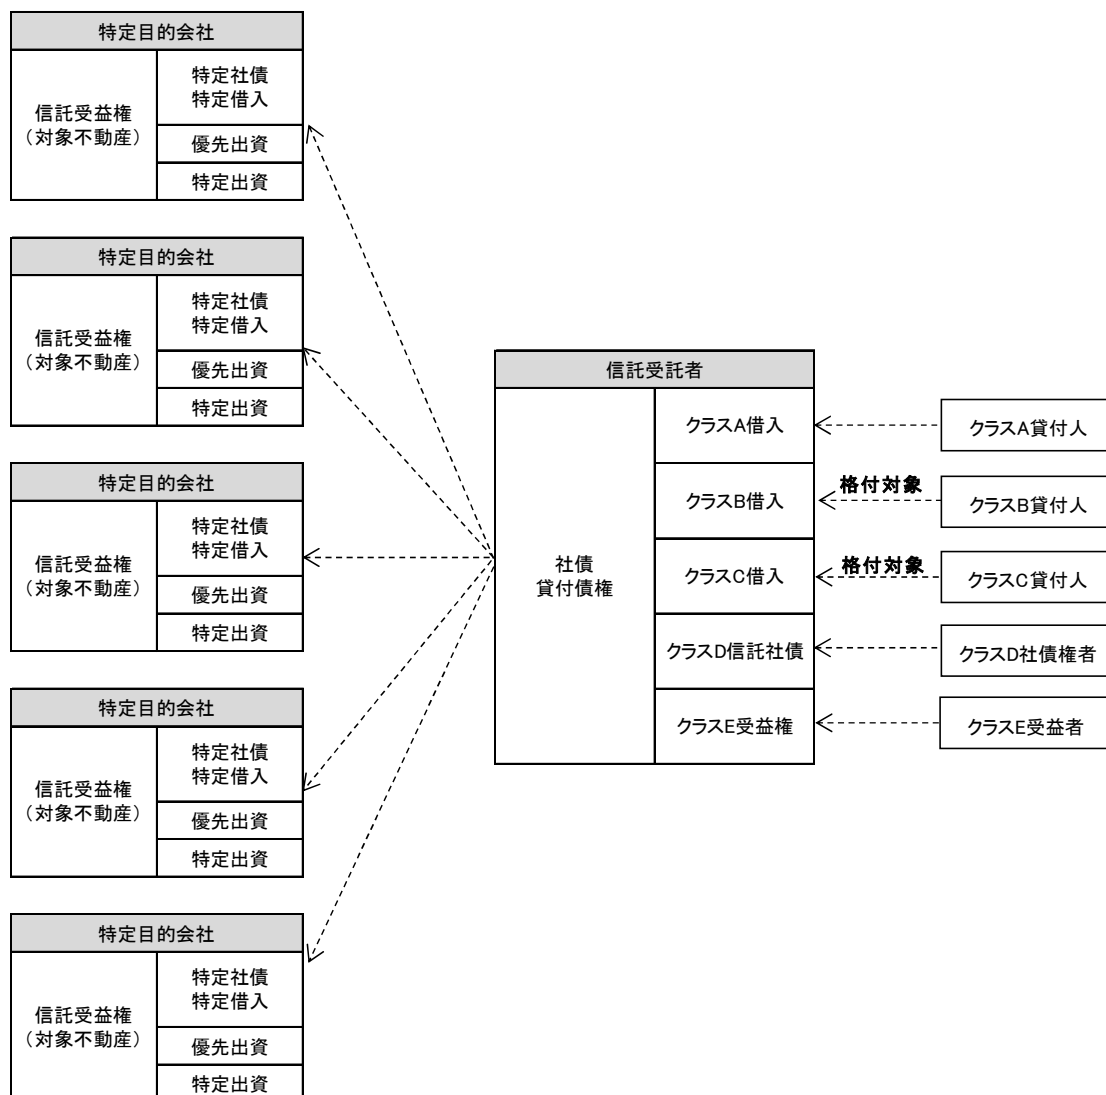 特定目的会社
信託受益権
（対象不動産）
特定社債
特定借入
優先出資
特定出資
特定目的会社
信託受益権
（対象不動産）
特定社債
特定借入
優先出資
特定出資
特定目的会社
信託受益権
（対象不動産）
特定社債
特定借入
優先出資
特定出資
特定目的会社
信託受益権
（対象不動産）
特定社債
特定借入
優先出資
特定出資
特定目的会社
信託受益権
（対象不動産）
特定社債
特定借入
優先出資
特定出資
信託受託者
社債
貸付債権
クラスA借入
クラスB借入
クラスC借入
クラスD信託社債
クラスE受益権
格付対象
格付対象
クラスA貸付人
クラスB貸付人
クラスC貸付人
クラスD社債権者
クラスE受益者